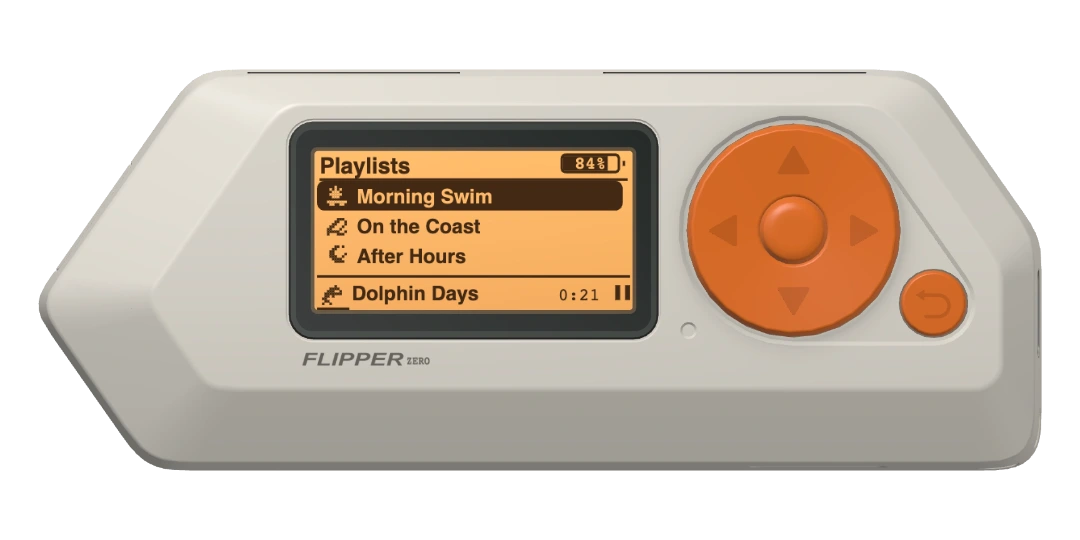 Playlists 84%
Morning Swim
On the Coast
After Hours
Dolphin Days 0:21
FLIPPER ZERO